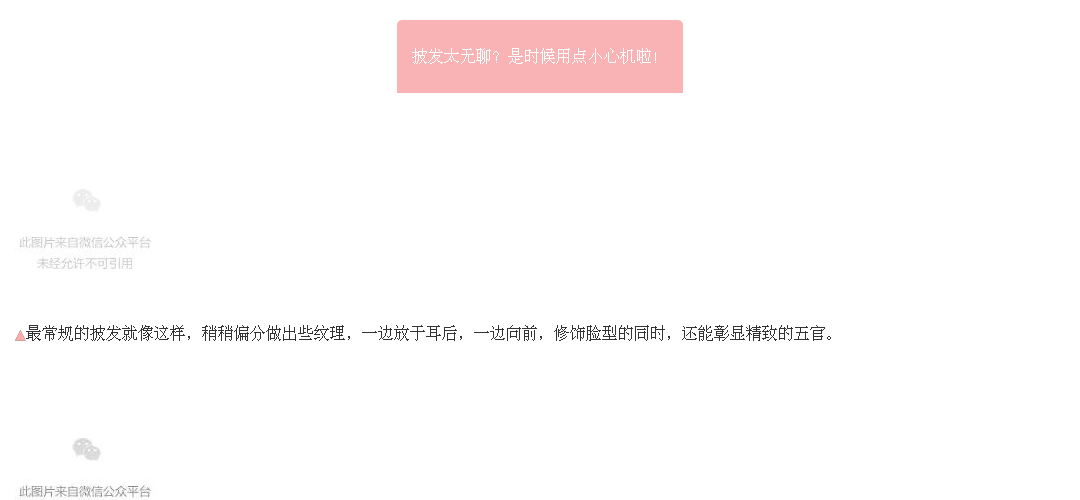 披发太无聊？是时候用点小心机啦！
此图片来自微信公众平台
未经允许不可引用
最常规的披发就像这样，稍稍偏分做出些纹理，一边放于耳后，一边向前，修饰脸型的同时，还能彰显精致的五官。
此图片来自微信公众平台